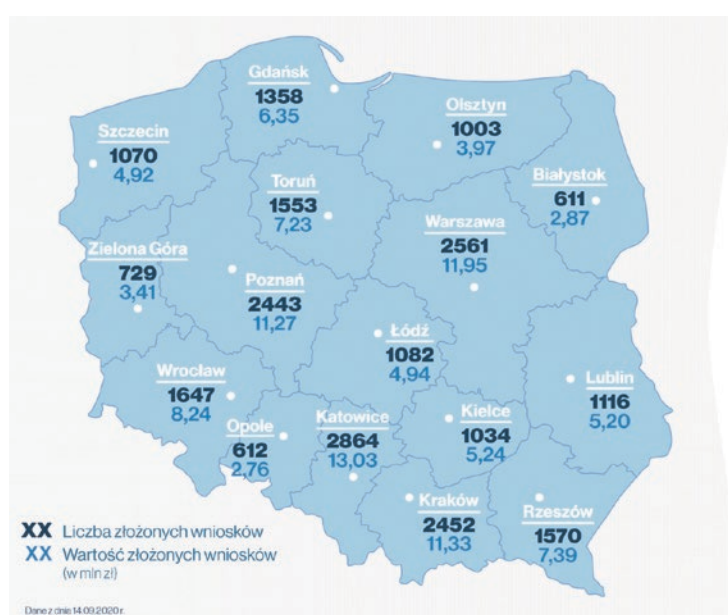 Gdańsk
1358
6,35
Olsztyn
1003
3,97
Szczecin
1070
4,92
Białystok
611
2,87
Toruń
1553
7,23
Warszawa
2561
11,95
Zielona Góra
729
3,41
Poznań
2443
11,27
Łódź
1082
4,94
Wrocław
1647
8,24
Lublin
1116
5,20
Opole
612
2,76
Katowice
2864
13,03
Kielce
1034
5,24
Kraków
2452
11,33
Rzeszów
1570
7,39
XX Liczba złożonych wniosków
XX Wartość złożonych wniosków
(w mln zł)
Dane z dnia 14.09.2020 r.